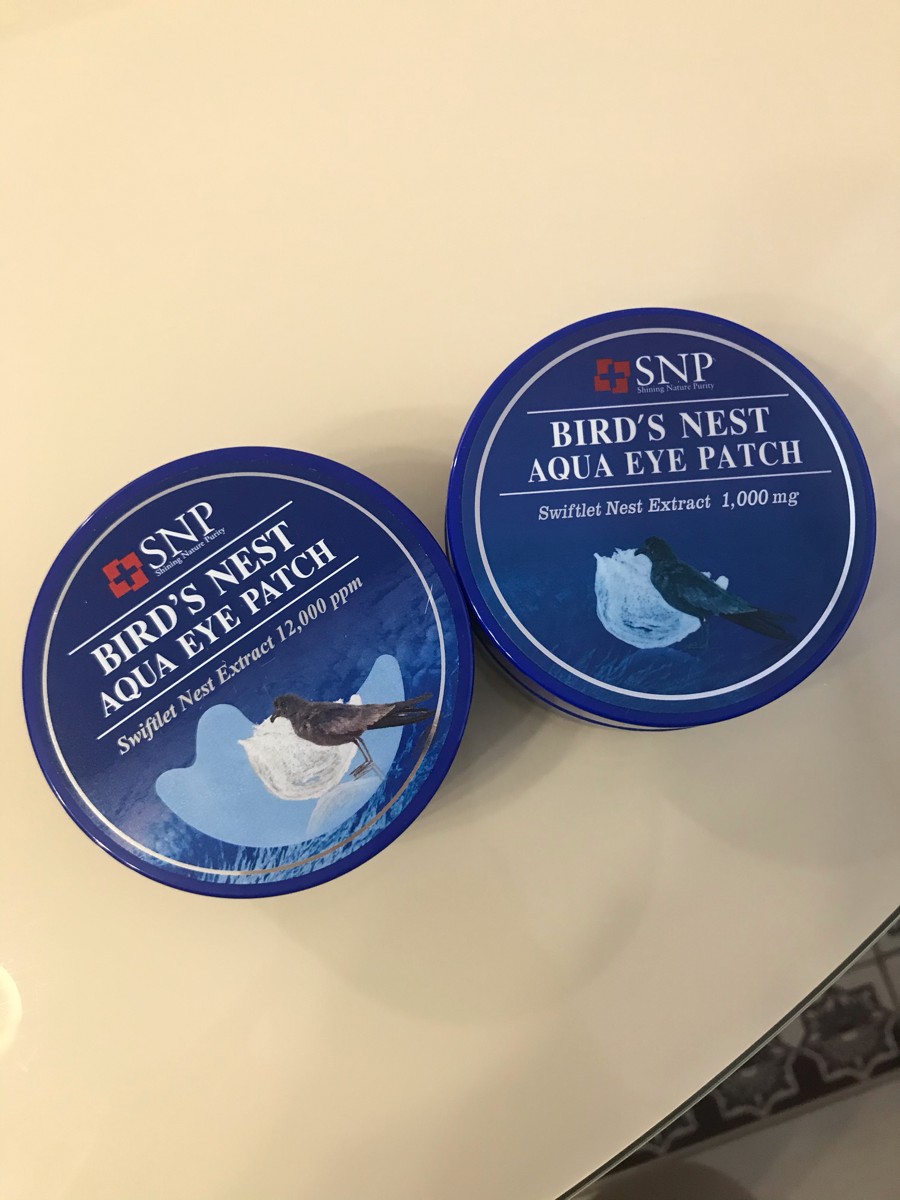 SNP
Shining Nature Purity
BIRD'S NEST
AQUA EYE PATCH
Swiftlet Nest Extract 12,000 ppm
SNP
Shining Nature Purity
BIRD'S NEST
AQUA EYE PATCH
Swiftlet Nest Extract 1,000 mg